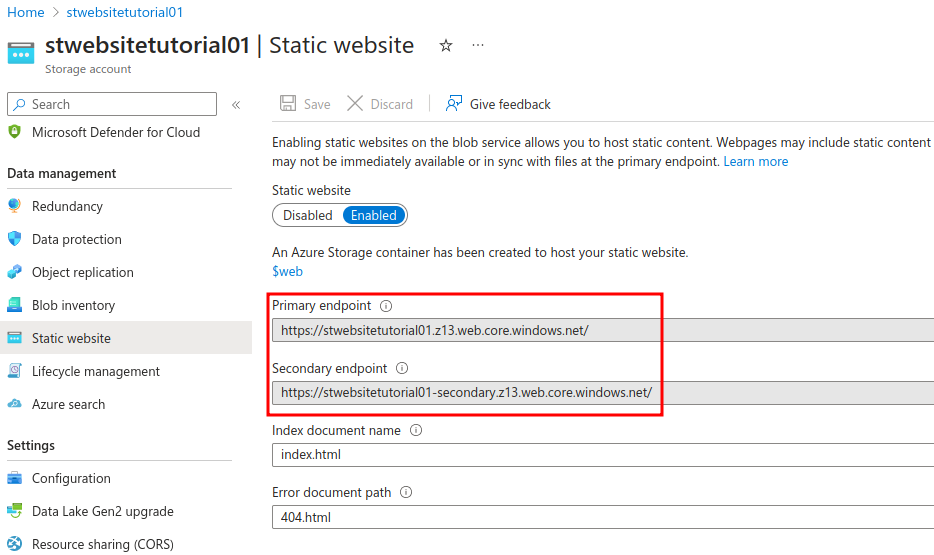 Home > stwebsitetutorial01
stwebsitetutorial01 | Static website
Storage account
Search
Microsoft Defender for Cloud
Data management
Redundancy
Data protection
Object replication
Blob inventory
Static website
Lifecycle management
Azure search
Settings
Configuration
Data Lake Gen2 upgrade
Resource sharing (CORS)
Save Discard Give feedback
Enabling static websites on the blob service allows you to host static content. Webpages may include static content
may not be immediately available or in sync with files at the primary endpoint. Learn more
Static website
Disabled Enabled
An Azure Storage container has been created to host your static website.
$web
Primary endpoint
https://stwebsitetutorial01.z13.web.core.windows.net/
Secondary endpoint
https://stwebsitetutorial01-secondary.z13.web.core.windows.net/
Index document name
index.html
Error document path
404.html